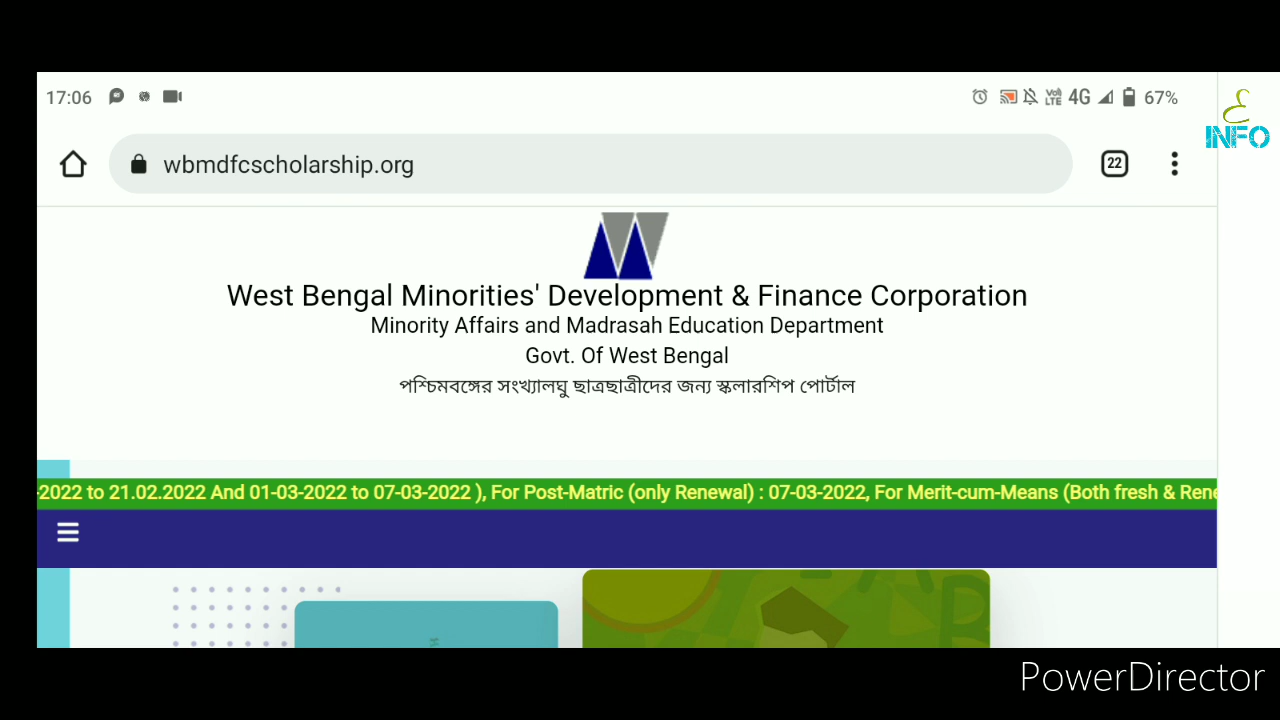 17:06
Vol LTE 4G 67%
INFO
wbmdfcscholarship.org
22
West Bengal Minorities' Development & Finance Corporation
Minority Affairs and Madrasah Education Department
Govt. Of West Bengal
পশ্চিমবঙ্গের সংখ্যালঘু ছাত্রছাত্রীদের জন্য স্কলারশিপ পোর্টাল
-2022 to 21.02.2022 And 01-03-2022 to 07-03-2022 ), For Post-Matric (only Renewal) : 07-03-2022, For Merit-cum-Means (Both fresh & Rene
PowerDirector